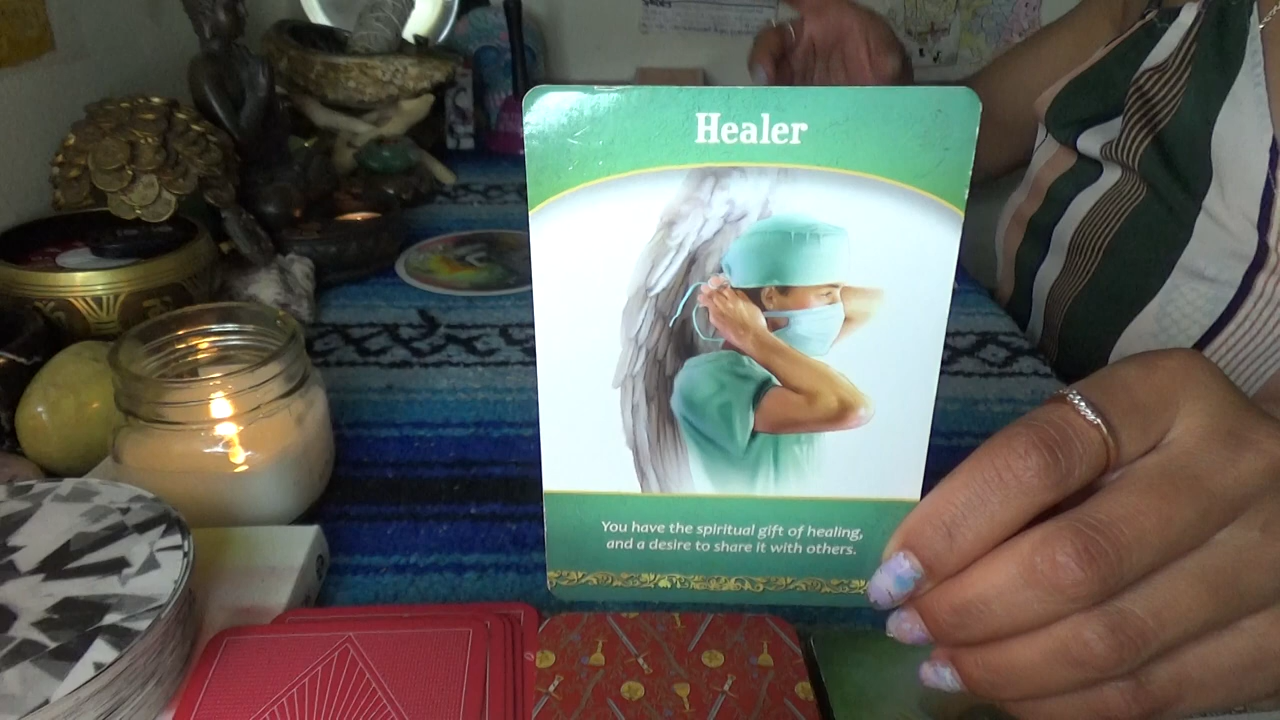 Healer
You have the spiritual gift of healing,
and a desire to share it with others.